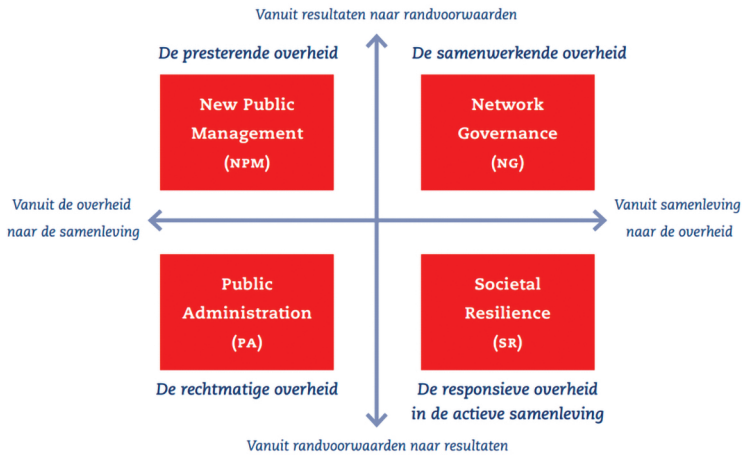 Vanuit resultaten naar randvoorwaarden
De presterende overheid
De samenwerkende overheid
New Public
Management
(NPM)
Network
Governance
(NG)
Vanuit de overheid
naar de samenleving
Vanuit samenleving
naar de overheid
Public
Administration
(PA)
Societal
Resilience
(SR)
De rechtmatige overheid
De responsieve overheid
in de actieve samenleving
Vanuit randvoorwaarden naar resultaten